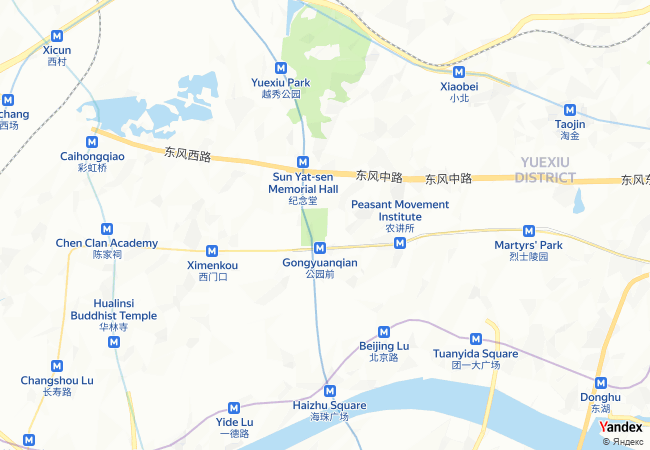 Xicun
西村
Yuexiu Park
越秀公园
Xiaobei
小北
chang
西场
Taojin
淘金
Caihongqiao
彩虹桥
东风西路
Sun Yat-sen
Memorial Hall
纪念堂
东风中路
东风中路
YUEXIU
DISTRICT
东风东
Peasant Movement
Institute
农讲所
Chen Clan Academy
陈家祠
Ximenkou
西门口
Gongyuanqian
公园前
Martyrs' Park
烈士陵园
Hualinsi
Buddhist Temple
华林寺
Beijing Lu
北京路
Tuanyida Square
团一大广场
Changshou Lu
长寿路
Haizhu Square
海珠广场
Donghu
东湖
Yide Lu
一德路
Yandex
© Яндекс